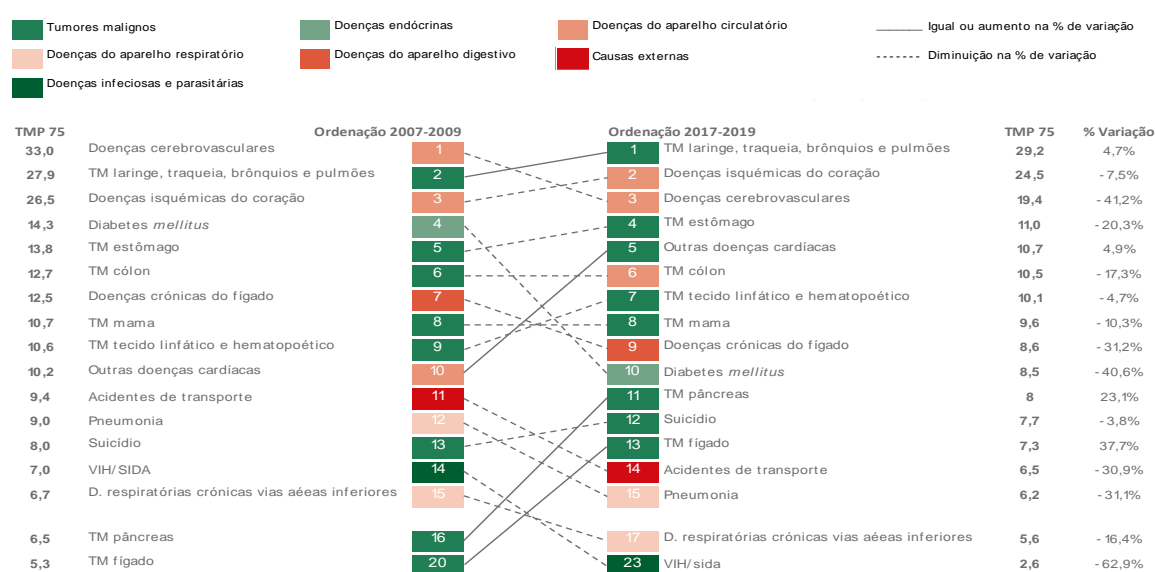 Tumores malignos
Doenças endócrinas
Doenças do aparelho circulatório
Igual ou aumento na % de variação
Doenças do aparelho respiratório
Doenças do aparelho digestivo
Causas externas
Diminuição na % de variação
Doenças infeciosas e parasitárias
TMP 75 Ordenação 2007-2009 Ordenação 2017-2019 TMP 75 % Variação
33,0 Doenças cerebrovasculares 1 1 TM laringe, traqueia, brônquios e pulmões 29,2 4,7%
27,9 TM laringe, traqueia, brônquios e pulmões 2 2 Doenças isquémicas do coração 24,5 - 7,5%
26,5 Doenças isquémicas do coração 3 3 Doenças cerebrovasculares 19,4 - 41,2%
14,3 Diabetes mellitus 4 4 TM estômago 11,0 - 20,3%
13,8 TM estômago 5 5 Outras doenças cardíacas 10,7 4,9%
12,7 TM cólon 6 6 TM cólon 10,5 - 17,3%
12,5 Doenças crónicas do fígado 7 7 TM tecido linfático e hematopoético 10,1 - 4,7%
10,7 TM mama 8 8 TM mama 9,6 - 10,3%
10,6 TM tecido linfático e hematopoético 9 9 Doenças crónicas do fígado 8,6 - 31,2%
10,2 Outras doenças cardíacas 10 10 Diabetes mellitus 8,5 - 40,6%
9,4 Acidentes de transporte 11 11 TM pâncreas 8 23,1%
9,0 Pneumonia 12 12 Suicídio 7,7 - 3,8%
8,0 Suicídio 13 13 TM fígado 7,3 37,7%
7,0 VIH/SIDA 14 14 Acidentes de transporte 6,5 - 30,9%
6,7 D. respiratórias crónicas vias aéeas inferiores 15 15 Pneumonia 6,2 - 31,1%
6,5 TM pâncreas 16 17 D. respiratórias crónicas vias aéeas inferiores 5,6 - 16,4%
5,3 TM fígado 20 23 VIH/sida 2,6 - 62,9%